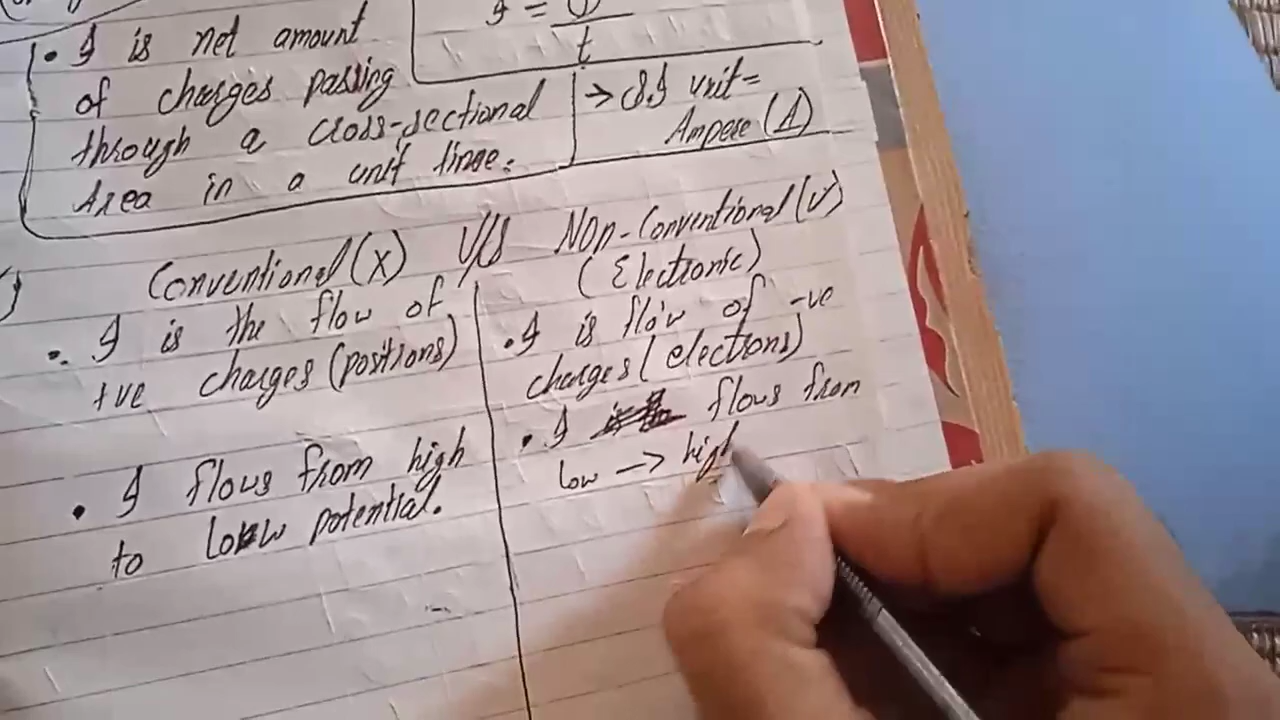 I = Q
t
• I is net amount
of charges passing
through a cross-sectional
Area in a unit time.
→ S.I unit =
Ampere (A)
Conventional (X) V/S Non-Conventional (✓)
(Electronic)
• I is the flow of
+ve charges (positions)
• I flows from high
to low potential.
• I is flow of -ve
charges (electrons)
• I flows from
low → high